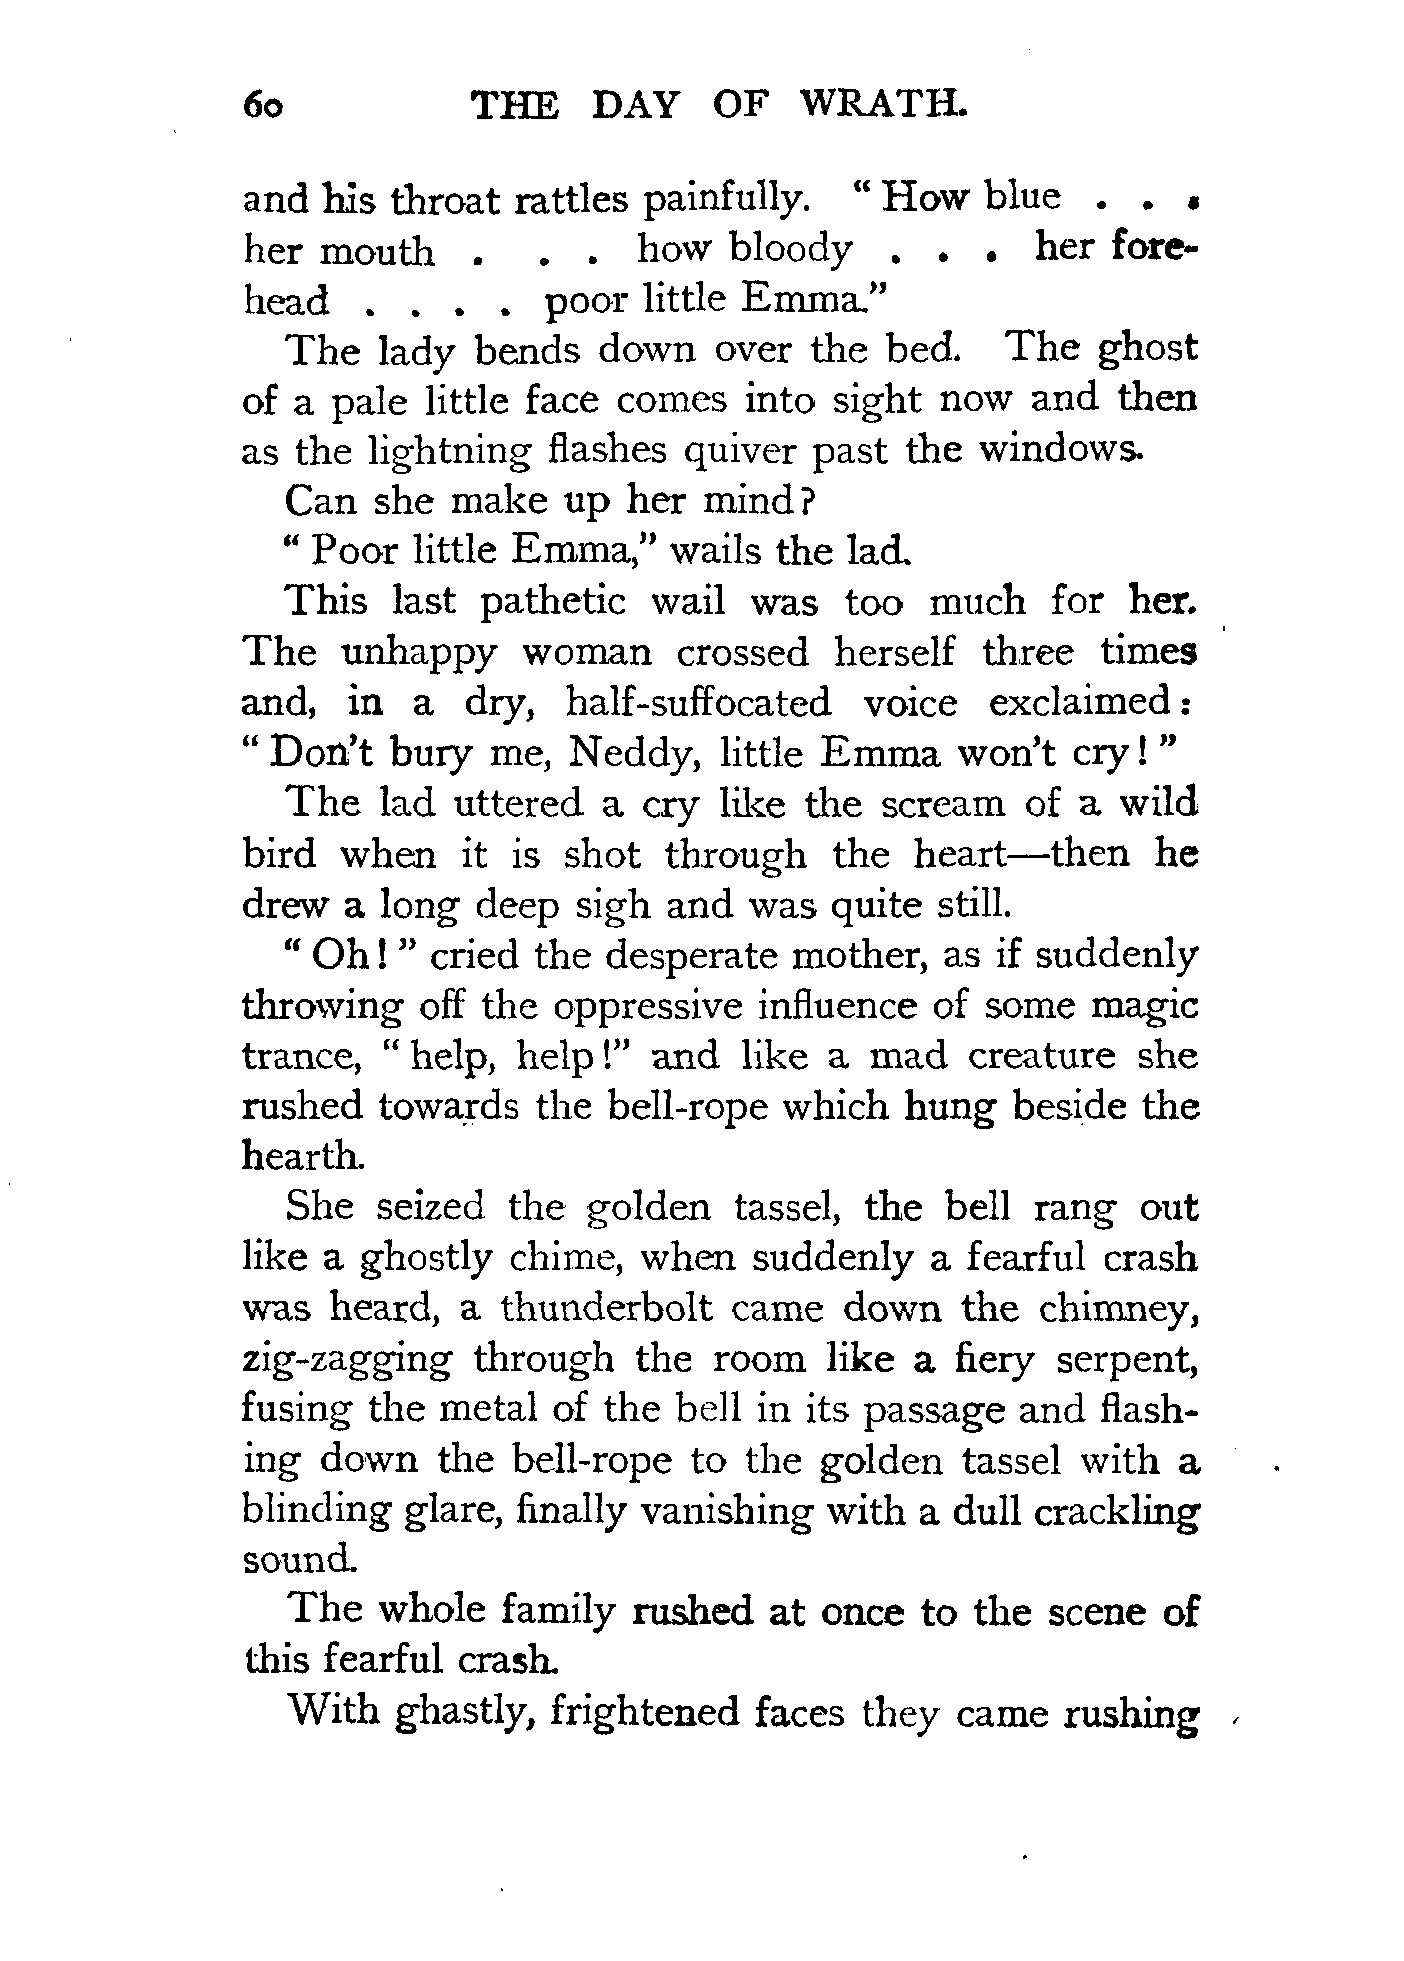 60 THE DAY OF WRATH.
and his throat rattles painfully. “ How blue . . .
her mouth . . . how bloody . . . her fore-
head . . . . poor little Emma.”
The lady bends down over the bed. The ghost
of a pale little face comes into sight now and then
as the lightning flashes quiver past the windows.
Can she make up her mind?
“ Poor little Emma,” wails the lad.
This last pathetic wail was too much for her.
The unhappy woman crossed herself three times
and, in a dry, half-suffocated voice exclaimed :
“ Don’t bury me, Neddy, little Emma won’t cry ! ”
The lad uttered a cry like the scream of a wild
bird when it is shot through the heart—then he
drew a long deep sigh and was quite still.
“ Oh ! ” cried the desperate mother, as if suddenly
throwing off the oppressive influence of some magic
trance, “ help, help !” and like a mad creature she
rushed towards the bell-rope which hung beside the
hearth.
She seized the golden tassel, the bell rang out
like a ghostly chime, when suddenly a fearful crash
was heard, a thunderbolt came down the chimney,
zig-zagging through the room like a fiery serpent,
fusing the metal of the bell in its passage and flash-
ing down the bell-rope to the golden tassel with a
blinding glare, finally vanishing with a dull crackling
sound.
The whole family rushed at once to the scene of
this fearful crash.
With ghastly, frightened faces they came rushing